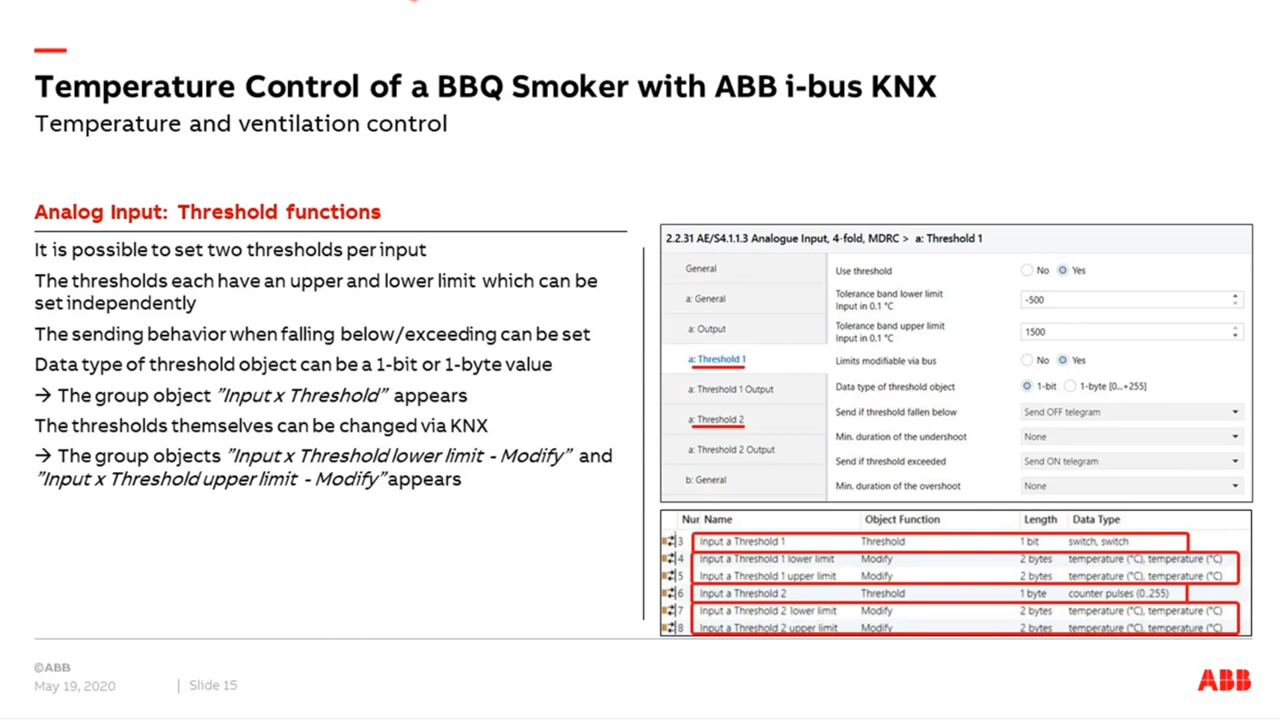 Temperature Control of a BBQ Smoker with ABB i-bus KNX
Temperature and ventilation control
Analog Input: Threshold functions
It is possible to set two thresholds per input
The thresholds each have an upper and lower limit which can be
set independently
The sending behavior when falling below/exceeding can be set
Data type of threshold object can be a 1-bit or 1-byte value
→ The group object "Input x Threshold" appears
The thresholds themselves can be changed via KNX
→ The group objects "Input x Threshold lower limit - Modify" and
"Input x Threshold upper limit - Modify" appears
2.2.31 AE/S4.1.1.3 Analogue Input, 4-fold, MDRC > a: Threshold 1
General
a: General
a: Output
a: Threshold 1
a: Threshold 1 Output
a: Threshold 2
a: Threshold 2 Output
b: General
Use threshold No Yes
Tolerance band lower limit
Input in 0.1 °C -500
Tolerance band upper limit
Input in 0.1 °C 1500
Limits modifiable via bus No Yes
Data type of threshold object 1-bit 1-byte [0...+255]
Send if threshold fallen below Send OFF telegram
Min. duration of the undershoot None
Send if threshold exceeded Send ON telegram
Min. duration of the overshoot None
Nur Name Object Function Length Data Type
3 Input a Threshold 1 Threshold 1 bit switch, switch
4 Input a Threshold 1 lower limit Modify 2 bytes temperature (°C), temperature (°C)
5 Input a Threshold 1 upper limit Modify 2 bytes temperature (°C), temperature (°C)
6 Input a Threshold 2 Threshold 1 byte counter pulses (0..255)
7 Input a Threshold 2 lower limit Modify 2 bytes temperature (°C), temperature (°C)
8 Input a Threshold 2 upper limit Modify 2 bytes temperature (°C), temperature (°C)
©ABB
May 19, 2020 | Slide 15
ABB